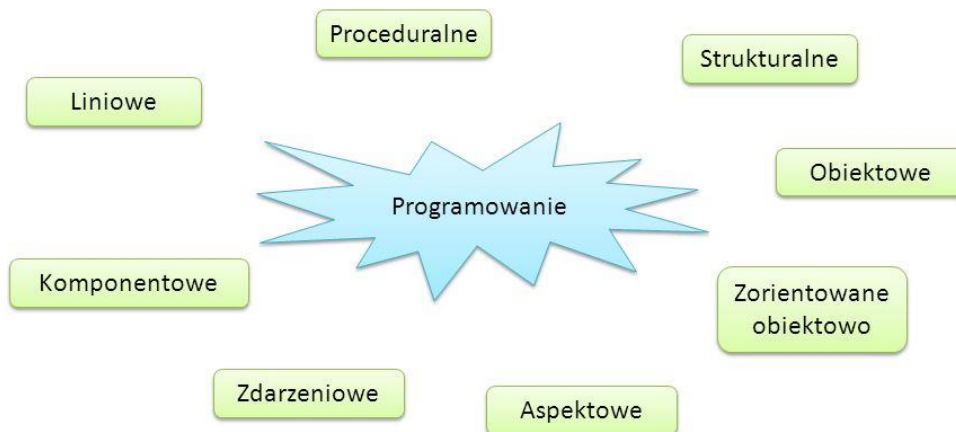 Proceduralne
Strukturalne
Liniowe
Obiektowe
Programowanie
Komponentowe
Zorientowane
obiektowo
Zdarzeniowe
Aspektowe